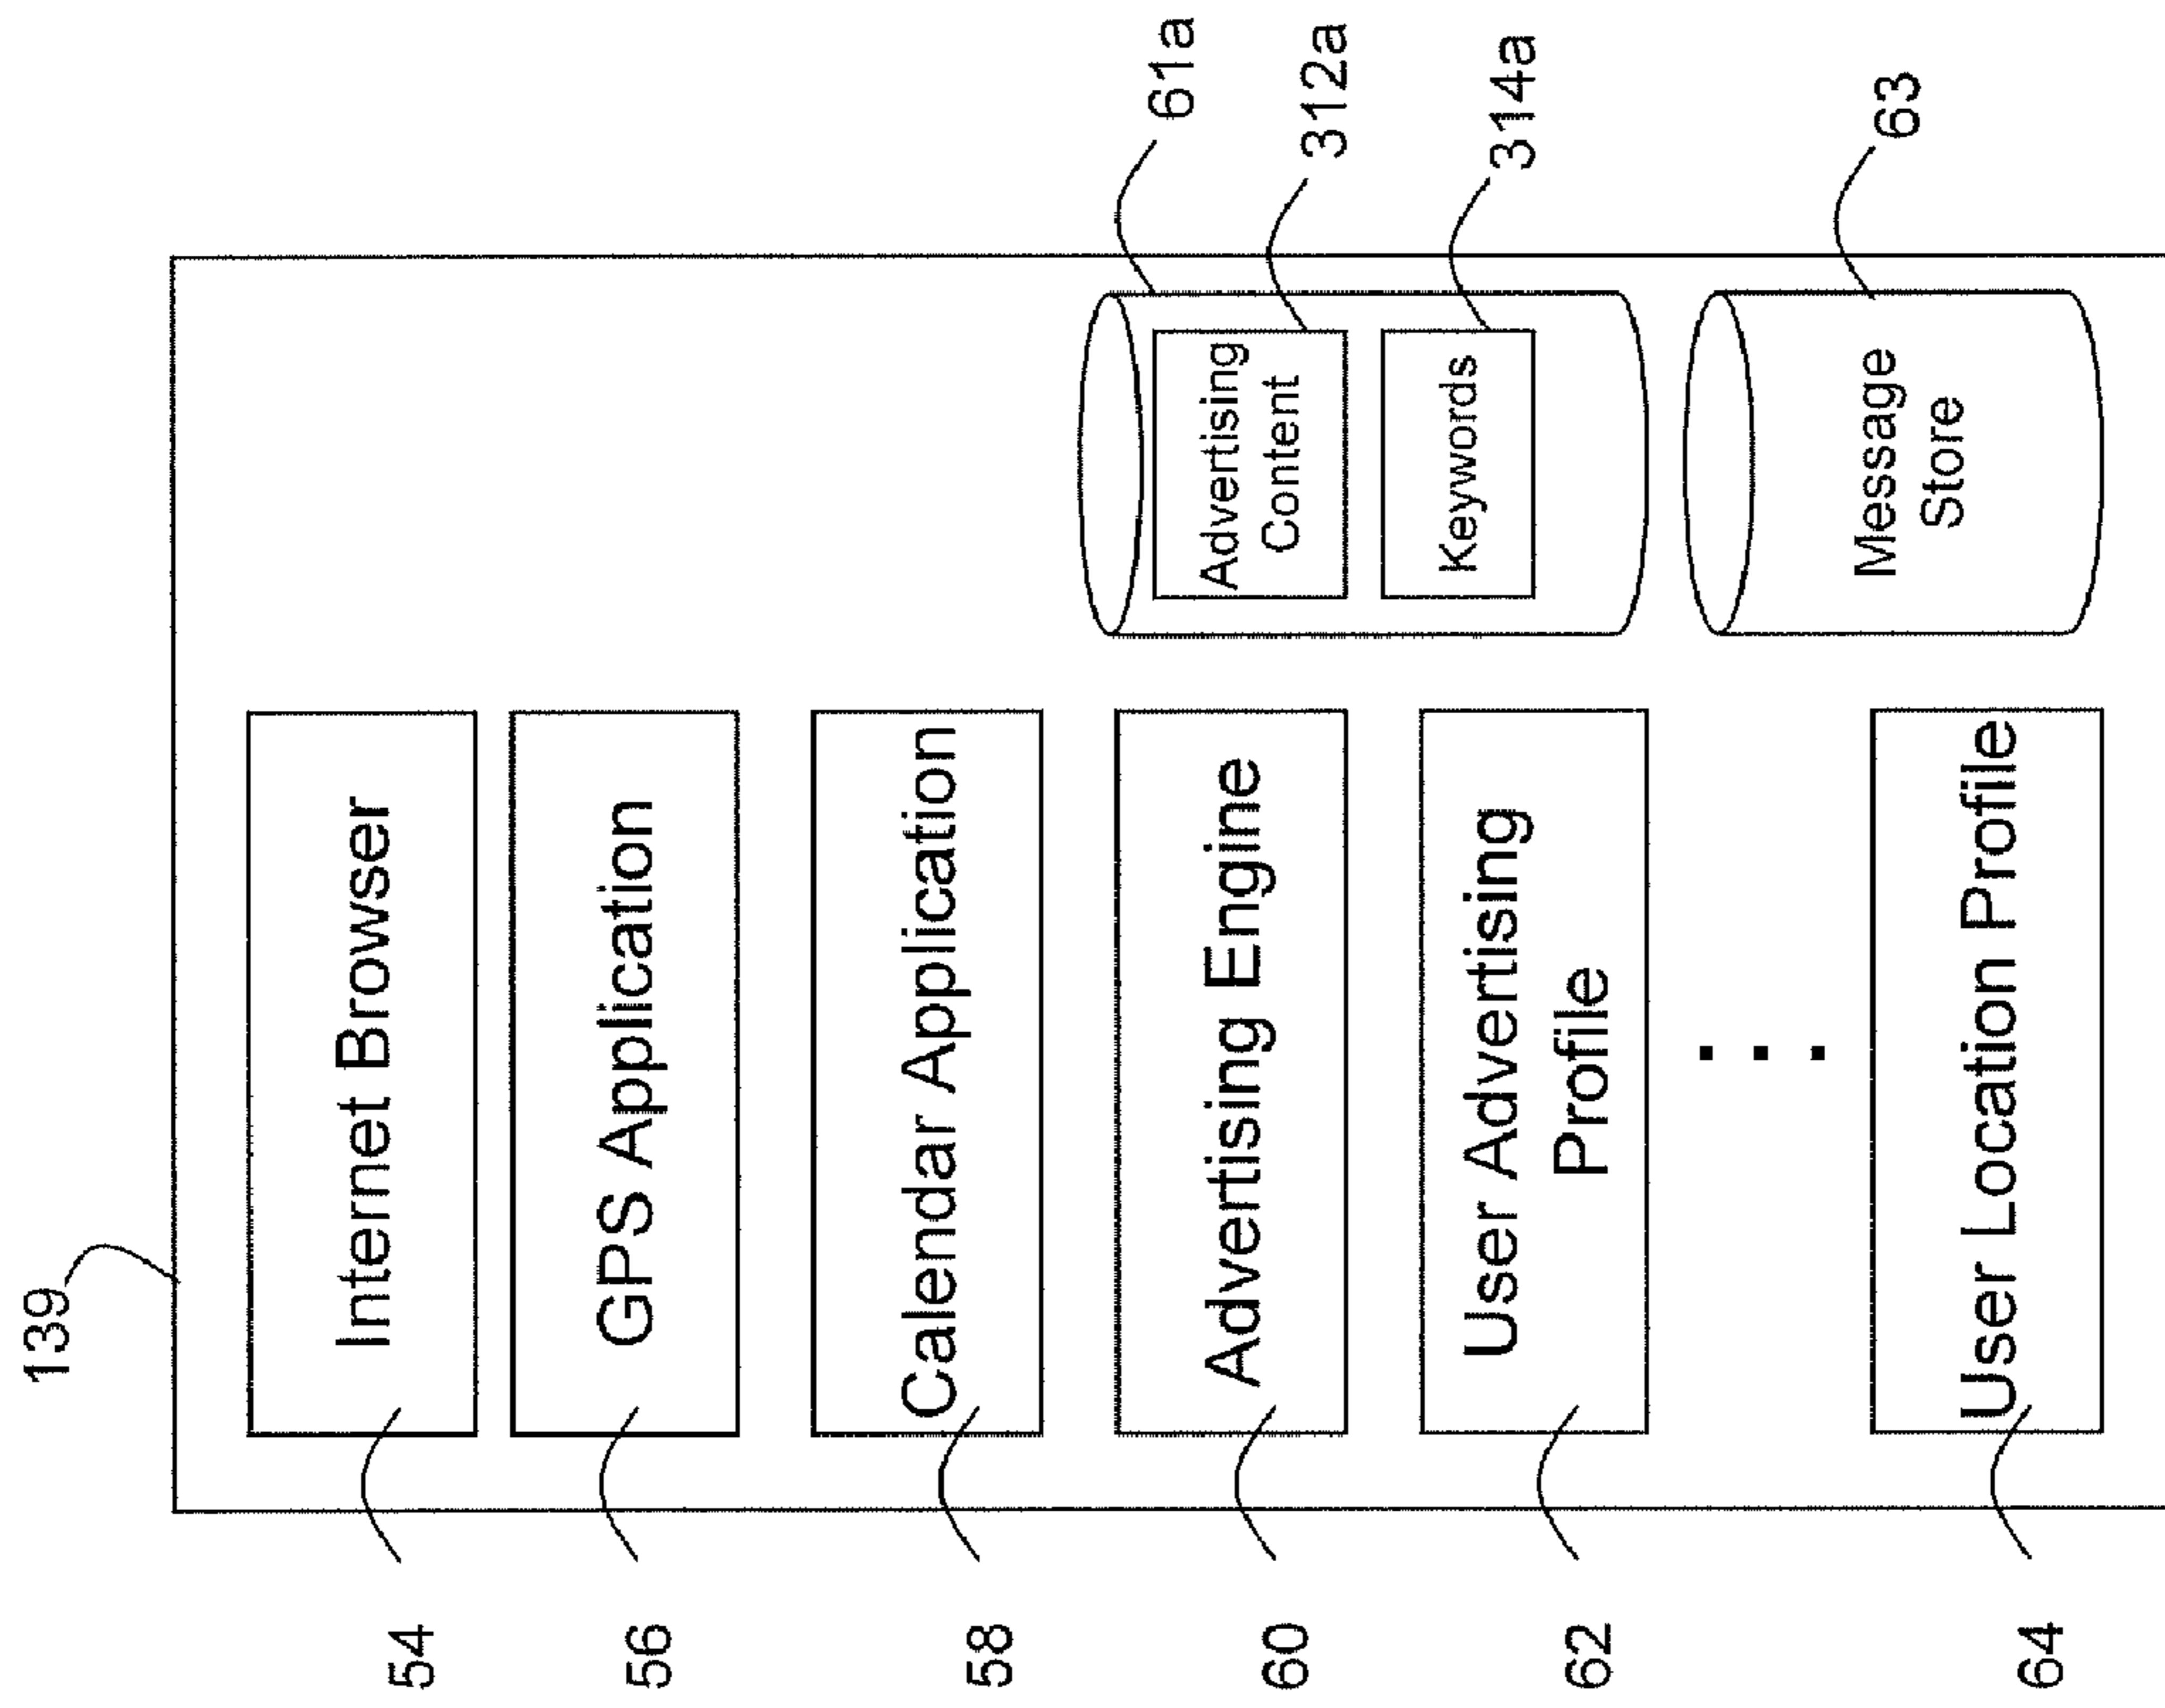 139
54
Internet Browser
56
GPS Application
58
Calendar Application
60
Advertising Engine
62
User Advertising
Profile
64
User Location Profile
61a
Advertising
Content
312a
Keywords
314a
Message
Store
63